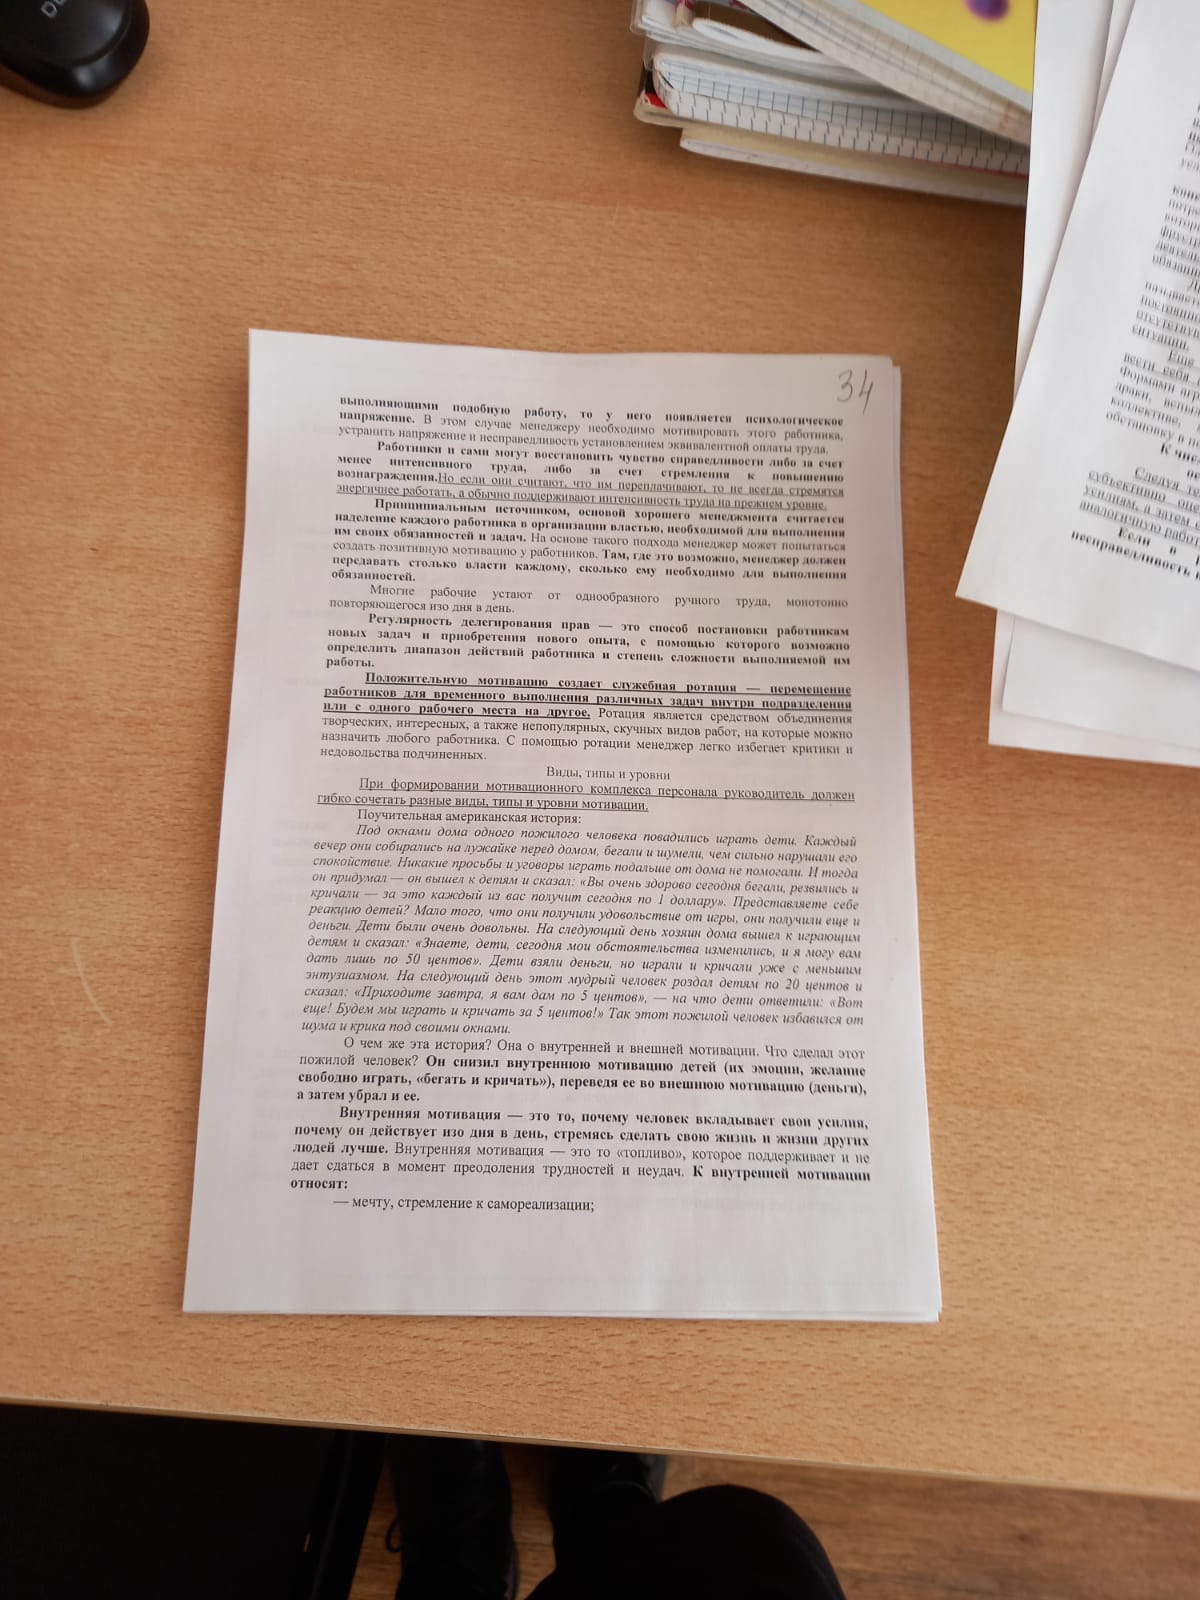 34
выполняющими подобную работу, то у него появляется психологическое
напряжение. В этом случае менеджеру необходимо мотивировать этого работника,
устранить напряжение и несправедливость установлением эквивалентной оплаты труда.
Работники и сами могут восстановить чувство справедливости либо за счет
менее интенсивного труда, либо за счет стремления к повышению
вознаграждения.Но если они считают, что им переплачивают, то не всегда стремятся
энергичнее работать, а обычно поддерживают интенсивность труда на прежнем уровне.
Принципиальным источником, основой хорошего менеджмента считается
наделение каждого работника в организации властью, необходимой для выполнения
им своих обязанностей и задач. На основе такого подхода менеджер может попытаться
создать позитивную мотивацию у работников. Там, где это возможно, менеджер должен
передавать столько власти каждому, сколько ему необходимо для выполнения
обязанностей.
Многие рабочие устают от однообразного ручного труда, монотонно
повторяющегося изо дня в день.
Регулярность делегирования прав — это способ постановки работникам
новых задач и приобретения нового опыта, с помощью которого возможно
определить диапазон действий работника и степень сложности выполняемой им
работы.
Положительную мотивацию создает служебная ротация — перемещение
работников для временного выполнения различных задач внутри подразделения
или с одного рабочего места на другое. Ротация является средством объединения
творческих, интересных, а также непопулярных, скучных видов работ, на которые можно
назначить любого работника. С помощью ротации менеджер легко избегает критики и
недовольства подчиненных.
Виды, типы и уровни
При формировании мотивационного комплекса персонала руководитель должен
гибко сочетать разные виды, типы и уровни мотивации.
Поучительная американская история:
Под окнами дома одного пожилого человека повадились играть дети. Каждый
вечер они собирались на лужайке перед домом, бегали и шумели, чем сильно нарушали его
спокойствие. Никакие просьбы и уговоры играть подальше от дома не помогали. И тогда
он придумал — он вышел к детям и сказал: «Вы очень здорово сегодня бегали, резвились и
кричали — за это каждый из вас получит сегодня по 1 доллару». Представляете себе
реакцию детей? Мало того, что они получили удовольствие от игры, они получили еще и
деньги. Дети были очень довольны. На следующий день хозяин дома вышел к играющим
детям и сказал: «Знаете, дети, сегодня мои обстоятельства изменились, и я могу вам
дать лишь по 50 центов». Дети взяли деньги, но играли и кричали уже с меньшим
энтузиазмом. На следующий день этот мудрый человек роздал детям по 20 центов и
сказал: «Приходите завтра, я вам дам по 5 центов», — на что дети ответили: «Вот
еще! Будем мы играть и кричать за 5 центов!» Так этот пожилой человек избавился от
шума и крика под своими окнами.
О чем же эта история? Она о внутренней и внешней мотивации. Что сделал этот
пожилой человек? Он снизил внутреннюю мотивацию детей (их эмоции, желание
свободно играть, «бегать и кричать»), переведя ее во внешнюю мотивацию (деньги),
а затем убрал и ее.
Внутренняя мотивация — это то, почему человек вкладывает свои усилия,
почему он действует изо дня в день, стремясь сделать свою жизнь и жизни других
людей лучше. Внутренняя мотивация — это то «топливо», которое поддерживает и не
дает сдаться в момент преодоления трудностей и неудач. К внутренней мотивации
относят:
— мечту, стремление к самореализации;
называется
ситуации.
Еще
вести себя
Формами
драки,
обстановку в
К
Следуя
усилиям, а затем
аналогичную
Если в
несправедливость